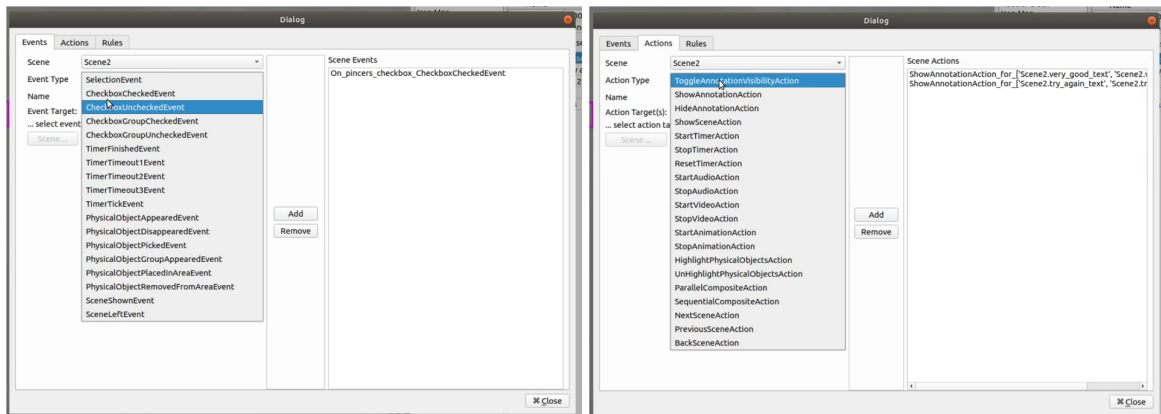 Dialog
Events Actions Rules
Scene Scene2
Event Type
Name
Event Target:
... select event
Scene ...
SelectionEvent
CheckboxCheckedEvent
CheckboxUncheckedEvent
CheckboxGroupCheckedEvent
CheckboxGroupUncheckedEvent
TimerFinishedEvent
TimerTimeout1Event
TimerTimeout2Event
TimerTimeout3Event
TimerTickEvent
PhysicalObjectAppearedEvent
PhysicalObjectDisappearedEvent
PhysicalObjectPickedEvent
PhysicalObjectGroupAppearedEvent
PhysicalObjectPlacedInAreaEvent
PhysicalObjectRemovedFromAreaEvent
SceneShownEvent
SceneLeftEvent
Add
Remove
Scene Events
On_pincers_checkbox_CheckboxCheckedEvent
Close
Dialog
Events Actions Rules
Scene Scene2
Action Type
Name
Action Target(s):
... select action ta
Scene ...
ToggleAnnotationVisibilityAction
ShowAnnotationAction
HideAnnotationAction
ShowSceneAction
StartTimerAction
StopTimerAction
ResetTimerAction
StartAudioAction
StopAudioAction
StartVideoAction
StopVideoAction
StartAnimationAction
StopAnimationAction
HighlightPhysicalObjectsAction
UnHighlightPhysicalObjectsAction
ParallelCompositeAction
SequentialCompositeAction
NextSceneAction
PreviousSceneAction
BackSceneAction
Add
Remove
Scene Actions
ShowAnnotationAction_for_['Scene2.very_good_text', 'Scene2.v
ShowAnnotationAction_for_['Scene2.try_again_text', 'Scene2.tr
Close